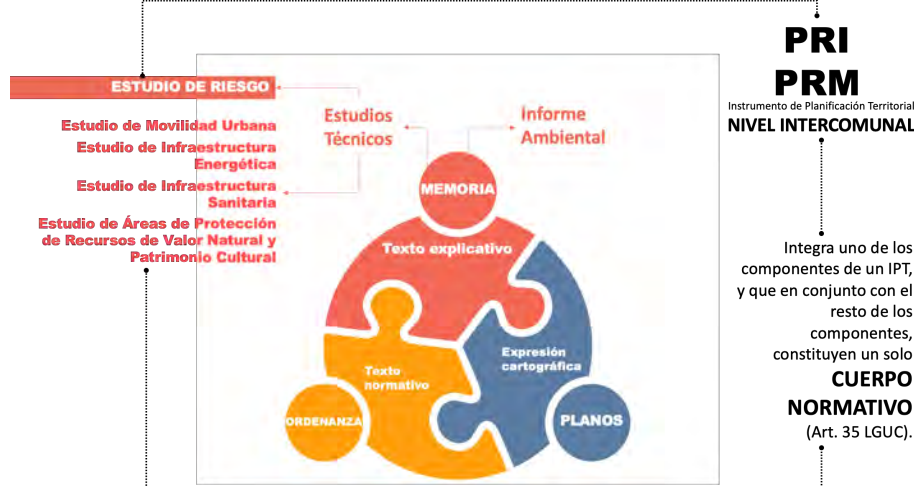 PRI
PRM
Instrumento de Planificación Territorial
NIVEL INTERCOMUNAL
ESTUDIO DE RIESGO
Estudio de Movilidad Urbana
Estudio de Infraestructura
Energética
Estudio de Infraestructura
Sanitaria
Estudio de Áreas de Protección
de Recursos de Valor Natural y
Patrimonio Cultural
Estudios
Técnicos
Informe
Ambiental
MEMORIA
Texto explicativo
Expresión
cartográfica
Texto
normativo
ORDENANZA
PLANOS
Integra uno de los
componentes de un IPT,
y que en conjunto con el
resto de los
componentes,
constituyen un solo
CUERPO
NORMATIVO
(Art. 35 LGUC).